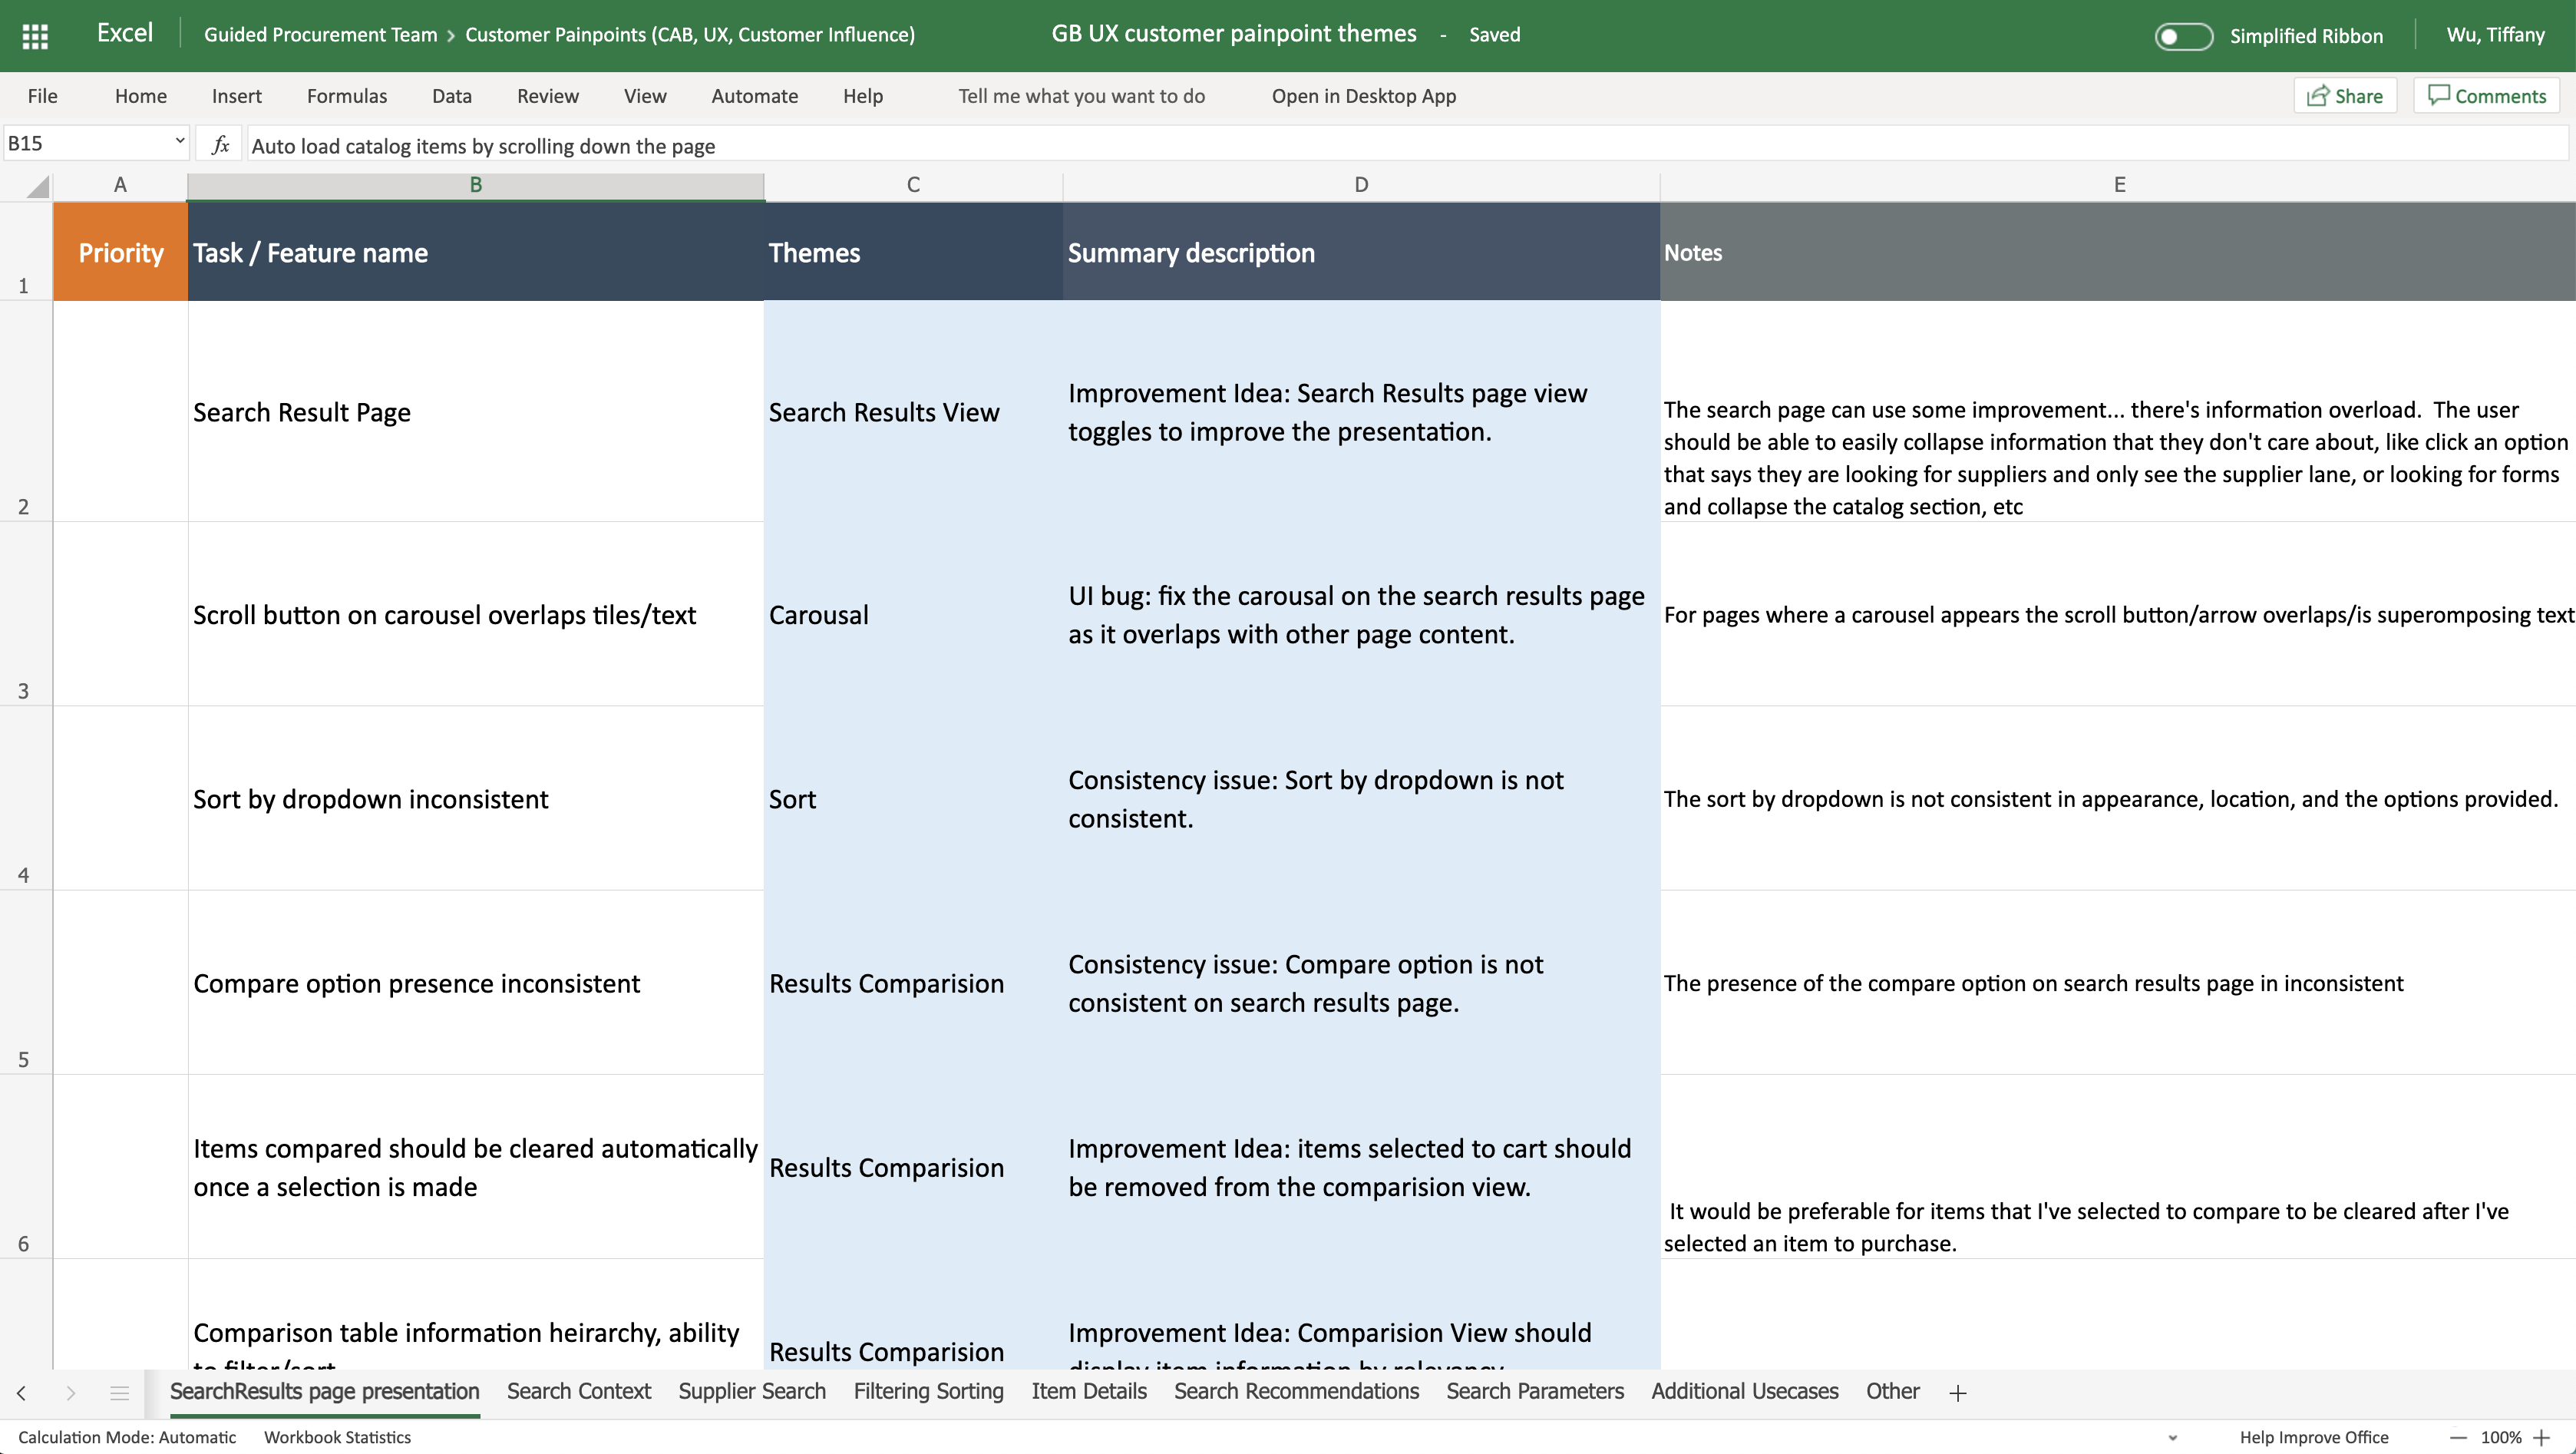 Excel
Guided Procurement Team > Customer Painpoints (CAB, UX, Customer Influence)
GB UX customer painpoint themes - Saved
Simplified Ribbon
Wu, Tiffany
File Home Insert Formulas Data Review View Automate Help Tell me what you want to do Open in Desktop App
Share
Comments
B15
fx
Auto load catalog items by scrolling down the page
A B C D E
1
Priority
Task / Feature name
Themes
Summary description
Notes
2
Search Result Page
Search Results View
Improvement Idea: Search Results page view
toggles to improve the presentation.
The search page can use some improvement... there's information overload.  The user
should be able to easily collapse information that they don't care about, like click an option
that says they are looking for suppliers and only see the supplier lane, or looking for forms
and collapse the catalog section, etc
3
Scroll button on carousel overlaps tiles/text
Carousal
UI bug: fix the carousal on the search results page
as it overlaps with other page content.
For pages where a carousel appears the scroll button/arrow overlaps/is superomposing text
4
Sort by dropdown inconsistent
Sort
Consistency issue: Sort by dropdown is not
consistent.
The sort by dropdown is not consistent in appearance, location, and the options provided.
5
Compare option presence inconsistent
Results Comparision
Consistency issue: Compare option is not
consistent on search results page.
The presence of the compare option on search results page in inconsistent
6
Items compared should be cleared automatically
once a selection is made
Results Comparision
Improvement Idea: items selected to cart should
be removed from the comparision view.
It would be preferable for items that I've selected to compare to be cleared after I've
selected an item to purchase.
Comparison table information heirarchy, ability
to filter/sort
Results Comparision
Improvement Idea: Comparision View should
display item information by relevancy
SearchResults page presentation
Search Context
Supplier Search
Filtering Sorting
Item Details
Search Recommendations
Search Parameters
Additional Usecases
Other
+
Calculation Mode: Automatic
Workbook Statistics
Help Improve Office
— 100% +